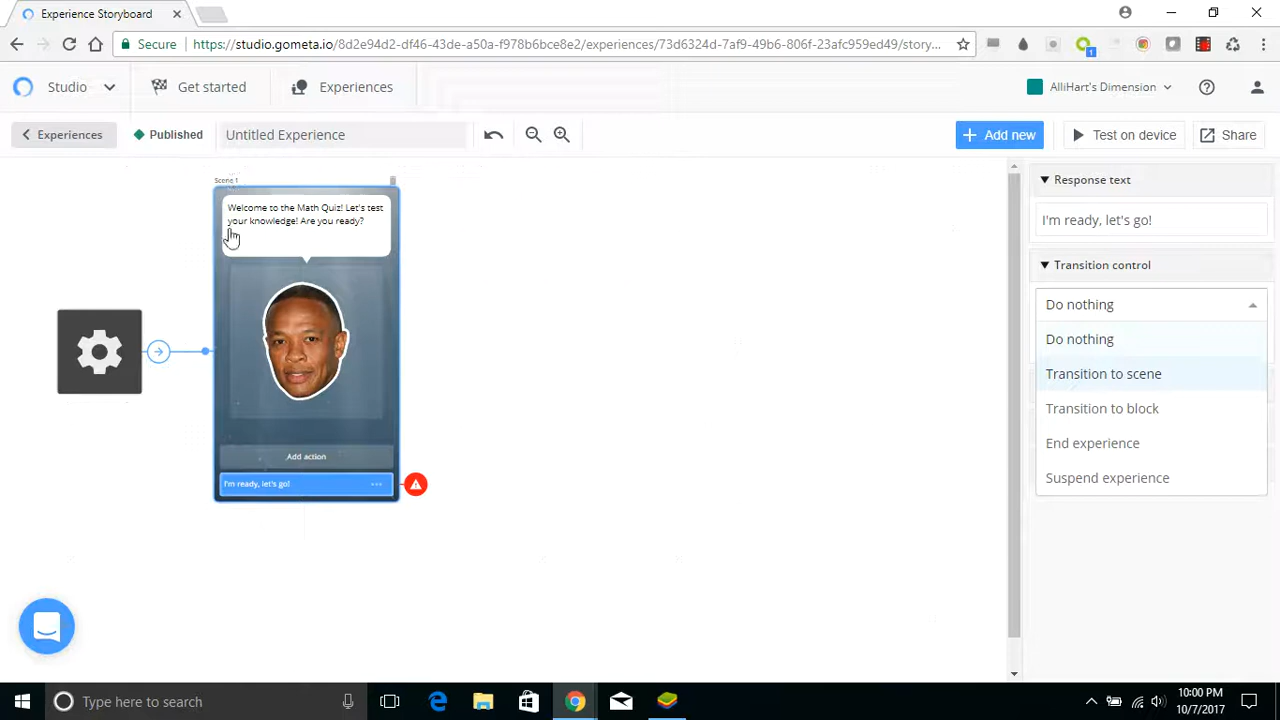 Experience Storyboard
Secure
https://studio.gometa.io/8d2e9492-df46-43de-a50a-f978b6bce8e2/experiences/73d6324d-7af9-49b6-806f-23afc959ed49/story...
1
Studio
Get started
Experiences
AlliHart's Dimension
Experiences
Published
Untitled Experience
Add new
Test on device
Share
Scene 1
Welcome to the Math Quiz! Let's test
your knowledge! Are you ready?
Add action
I'm ready, let's go!
Response text
I'm ready, let's go!
Transition control
Do nothing
Do nothing
Transition to scene
Transition to block
End experience
Suspend experience
Type here to search
10:00 PM
10/7/2017